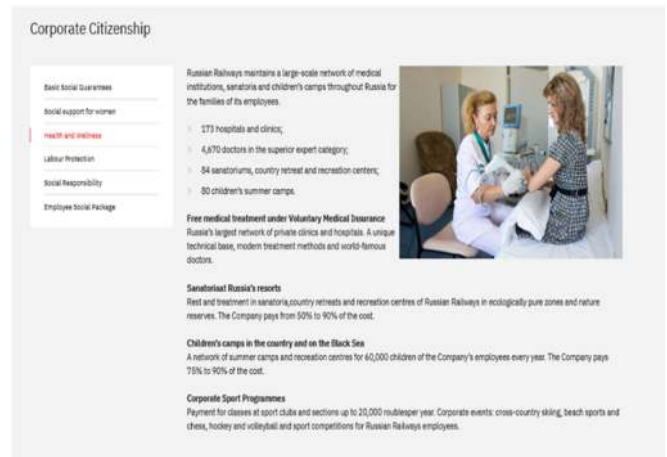 Corporate Citizenship
Basic Social Guarantees
Social support for women
Health and Wellness
Labour Protection
Social Responsibility
Employee Social Package
Russian Railways maintains a large-scale network of medical
institutions, sanatoria and children's camps throughout Russia for
the families of its employees.
173 hospitals and clinics;
4,670 doctors in the superior expert category;
84 sanatoriums, country retreat and recreation centers;
80 children's summer camps.
Free medical treatment under Voluntary Medical Insurance
Russia's largest network of private clinics and hospitals. A unique
technical base, modern treatment methods and world-famous
doctors.
Sanatoriaat Russia's resorts
Rest and treatment in sanatoria,country retreats and recreation centres of Russian Railways in ecologically pure zones and nature
reserves. The Company pays from 50% to 90% of the cost.
Children's camps in the country and on the Black Sea
A network of summer camps and recreation centres for 60,000 children of the Company's employees every year. The Company pays
75% to 90% of the cost.
Corporate Sport Programmes
Payment for classes at sport clubs and sections up to 20,000 roublesper year. Corporate events: cross-country skiing, beach sports and
chess, hockey and volleyball and sport competitions for Russian Railways employees.